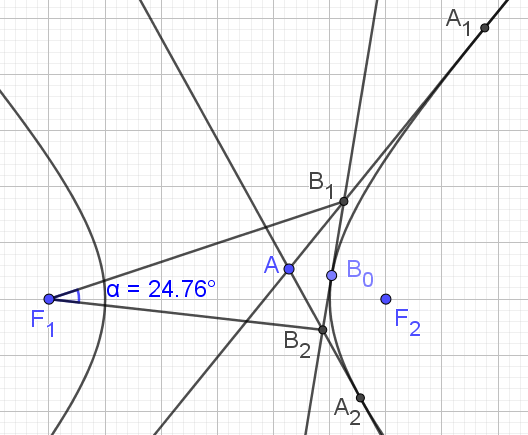 A₁
B₁
A
B₀
α = 24.76°
F₁
F₂
B₂
A₂